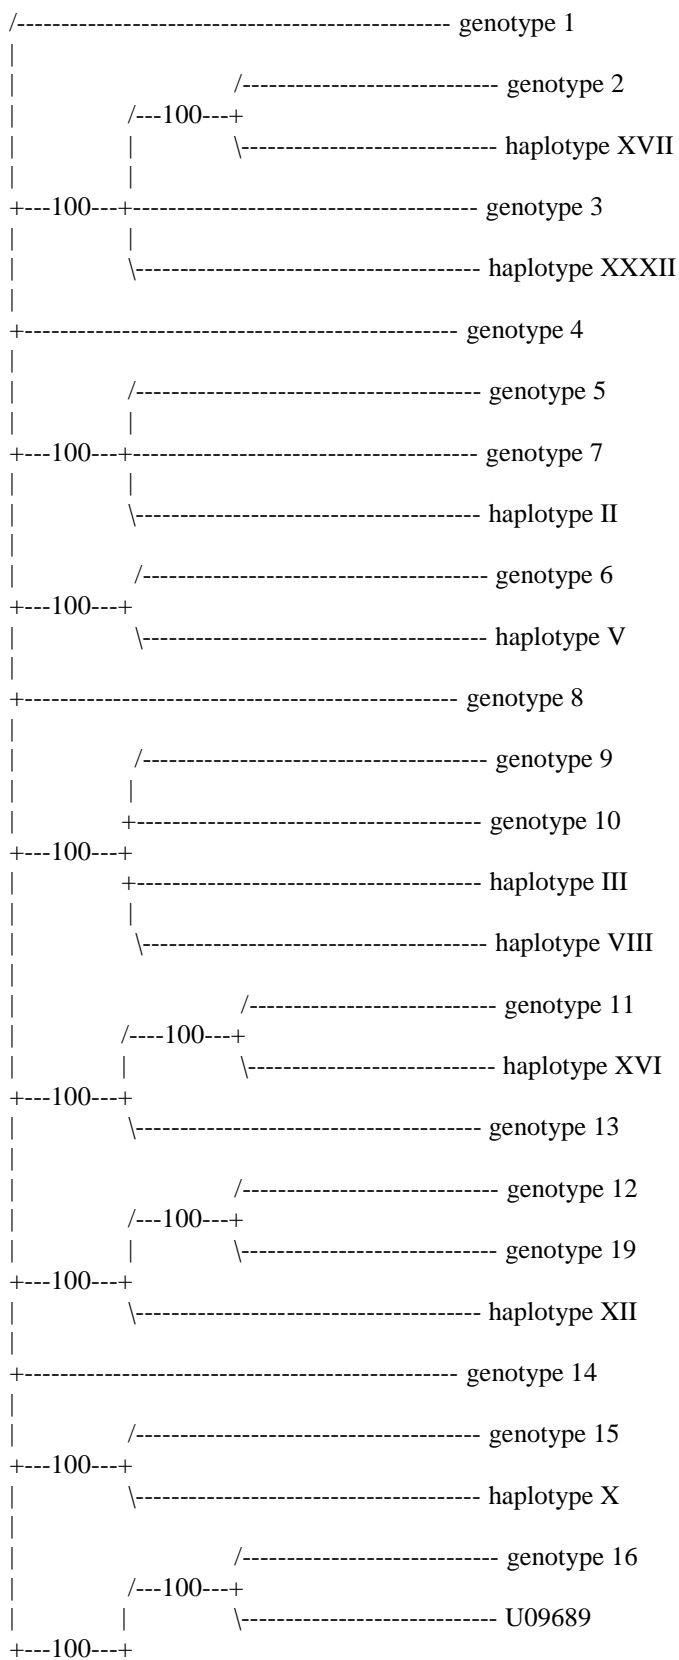 /------------------------------------------------- genotype 1
|
|                         /----------------------------- genotype 2
|             /---100---+
|             |           \----------------------------- haplotype XVII
|             |
+---100---+--------------------------------------- genotype 3
|             |
|             \--------------------------------------- haplotype XXXII
|
+------------------------------------------------- genotype 4
|
|             /--------------------------------------- genotype 5
|             |
+---100---+--------------------------------------- genotype 7
|             |
|             \--------------------------------------- haplotype II
|
|             /--------------------------------------- genotype 6
+---100---+
|             \--------------------------------------- haplotype V
|
+------------------------------------------------- genotype 8
|
|             /--------------------------------------- genotype 9
|             |
|             +---------------------------------------- genotype 10
+---100---+
|             +---------------------------------------- haplotype III
|             |
|             \--------------------------------------- haplotype VIII
|
|                         /---------------------------- genotype 11
|             /----100---+
|             |           \---------------------------- haplotype XVI
+---100---+
|             \--------------------------------------- genotype 13
|
|                         /----------------------------- genotype 12
|             /---100---+
|             |           \----------------------------- genotype 19
+---100---+
|             \--------------------------------------- haplotype XII
|
+------------------------------------------------- genotype 14
|
|             /--------------------------------------- genotype 15
+---100---+
|             \--------------------------------------- haplotype X
|
|                         /----------------------------- genotype 16
|             /---100---+
|             |           \----------------------------- U09689
+---100---+